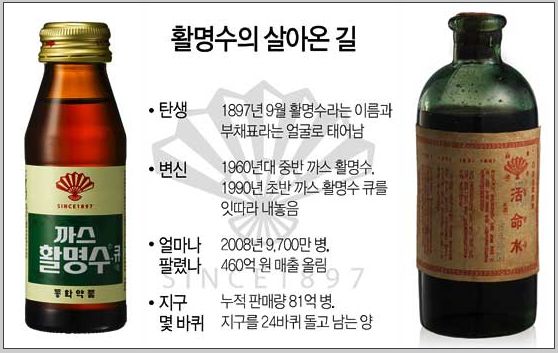 활명수의 살아온 길
• 탄생
1897년 9월 활명수라는 이름과
부채표라는 얼굴로 태어남
• 변신
1960년대 중반 까스 활명수.
1990년 초반 까스 활명수 큐를
잇따라 내놓음
• 얼마나
팔렸나
2008년 9,700만 병.
460억 원 매출 올림
• 지구
몇 바퀴
누적 판매량 81억 병.
지구를 24바퀴 돌고 남는 양
SINCE1897
SINCE1897
까스
활명수 큐
액
동화약품
活命水